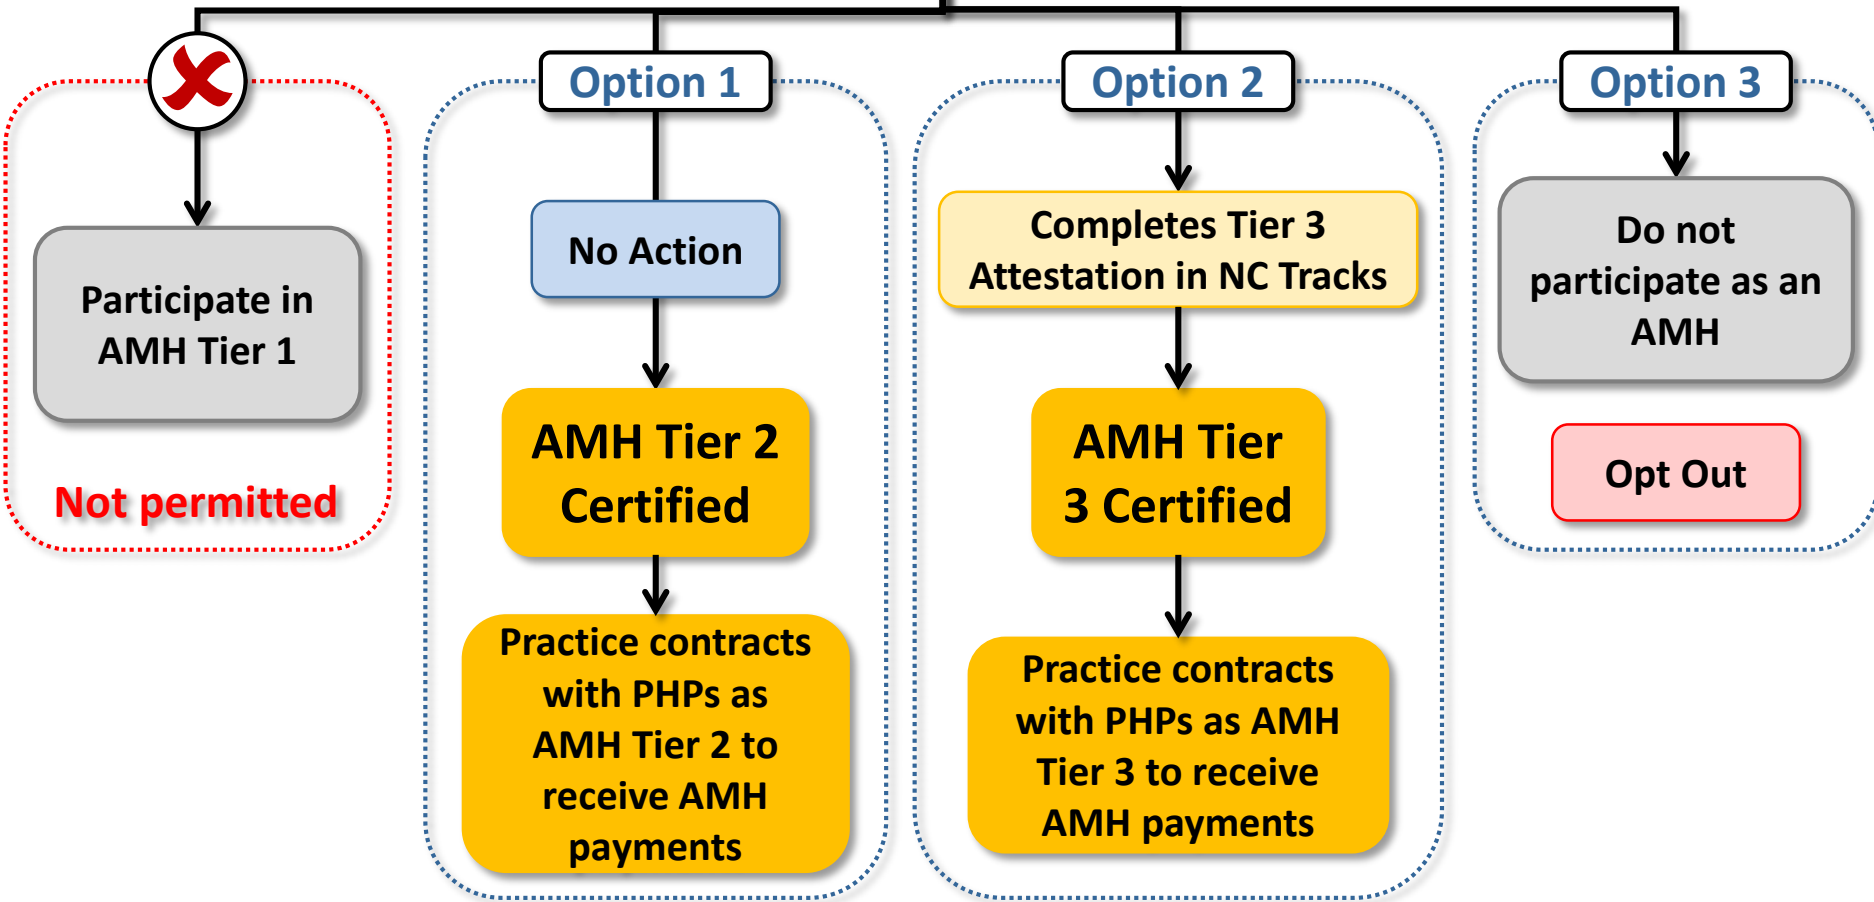 Participate in
AMH Tier 1
Not permitted
Option 1
No Action
AMH Tier 2
Certified
Practice contracts
with PHPs as
AMH Tier 2 to
receive AMH
payments
Option 2
Completes Tier 3
Attestation in NC Tracks
AMH Tier
3 Certified
Practice contracts
with PHPs as AMH
Tier 3 to receive
AMH payments
Option 3
Do not
participate as an
AMH
Opt Out